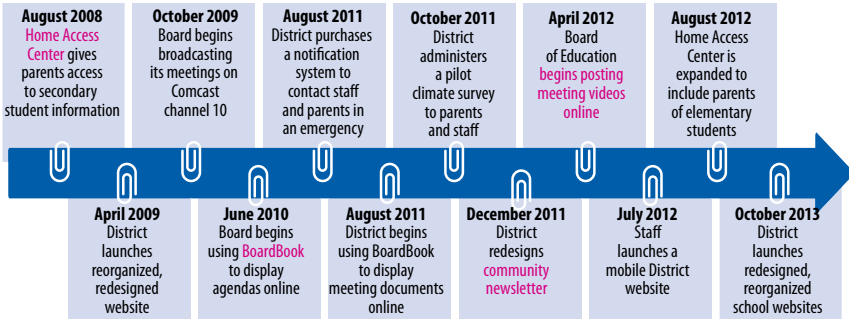 August 2008
Home Access
Center gives
parents access
to secondary
student information
October 2009
Board begins
broadcasting
its meetings on
Comcast
channel 10
August 2011
District purchases
a notification
system to
contact staff
and parents in
an emergency
October 2011
District
administers
a pilot
climate survey
to parents
and staff
April 2012
Board
of Education
begins posting
meeting videos
online
August 2012
Home Access
Center is
expanded to
include parents
of elementary
students
April 2009
District
launches
reorganized,
redesigned
website
June 2010
Board begins
using BoardBook
to display
agendas online
August 2011
District begins
using BoardBook
to display
meeting documents
online
December 2011
District
redesigns
community
newsletter
July 2012
Staff
launches a
mobile District
website
October 2013
District
launches
redesigned,
reorganized
school websites